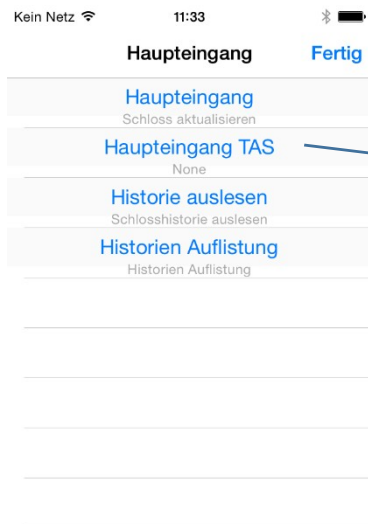 Kein Netz 11:33
Haupteingang Fertig
Haupteingang
Schloss aktualisieren
Haupteingang TAS
None
Historie auslesen
Schlosshistorie auslesen
Historien Auflistung
Historien Auflistung